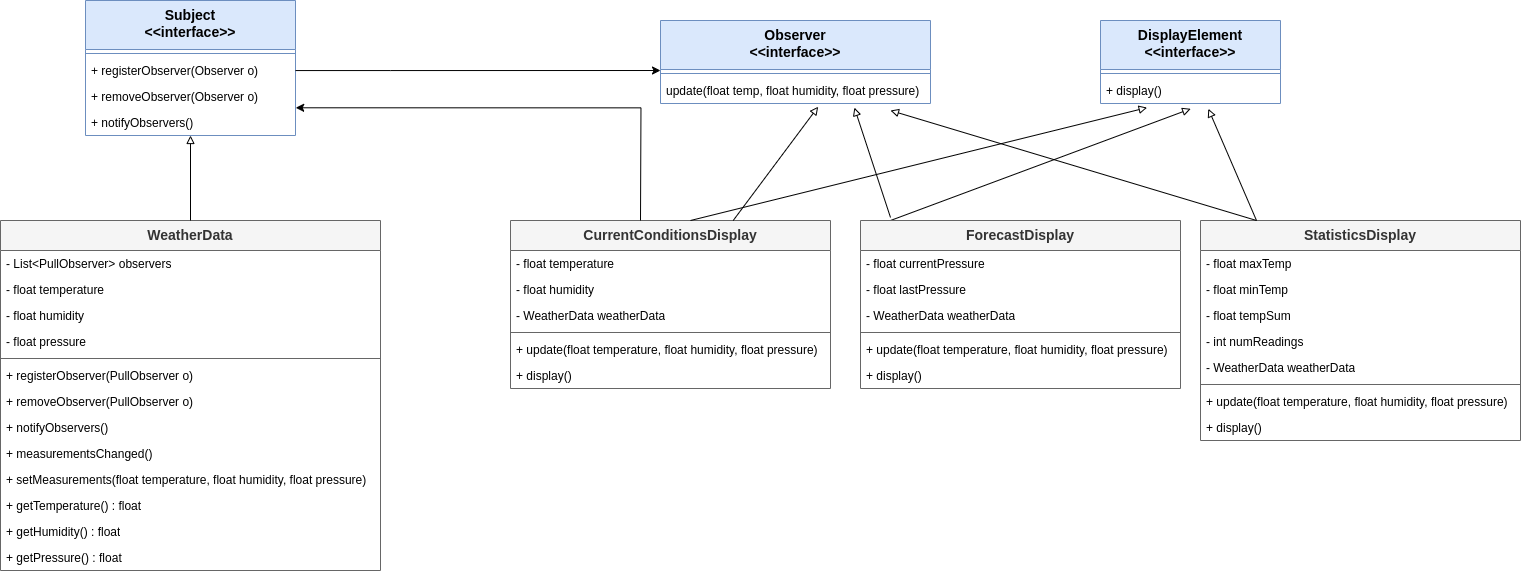 Subject
<<interface>>
+ registerObserver(Observer o)
+ removeObserver(Observer o)
+ notifyObservers()
Observer
<<interface>>
update(float temp, float humidity, float pressure)
DisplayElement
<<interface>>
+ display()
WeatherData
- List<PullObserver> observers
- float temperature
- float humidity
- float pressure
+ registerObserver(PullObserver o)
+ removeObserver(PullObserver o)
+ notifyObservers()
+ measurementsChanged()
+ setMeasurements(float temperature, float humidity, float pressure)
+ getTemperature() : float
+ getHumidity() : float
+ getPressure() : float
CurrentConditionsDisplay
- float temperature
- float humidity
- WeatherData weatherData
+ update(float temperature, float humidity, float pressure)
+ display()
ForecastDisplay
- float currentPressure
- float lastPressure
- WeatherData weatherData
+ update(float temperature, float humidity, float pressure)
+ display()
StatisticsDisplay
- float maxTemp
- float minTemp
- float tempSum
- int numReadings
- WeatherData weatherData
+ update(float temperature, float humidity, float pressure)
+ display()